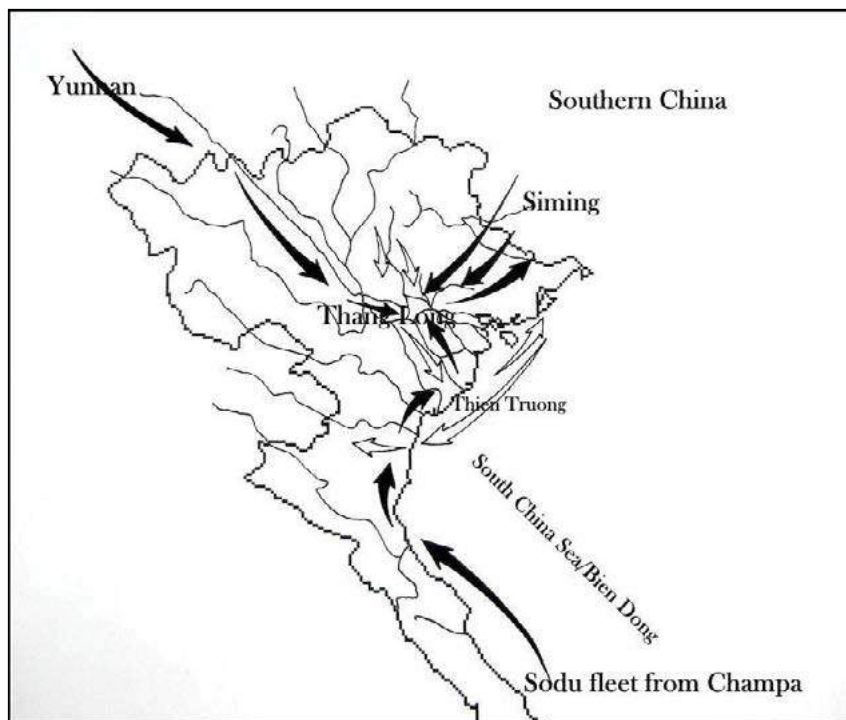 Yunnan
Southern China
Siming
Thang Long
Thien Truong
South China Sea/Bien Dong
Sodu fleet from Champa